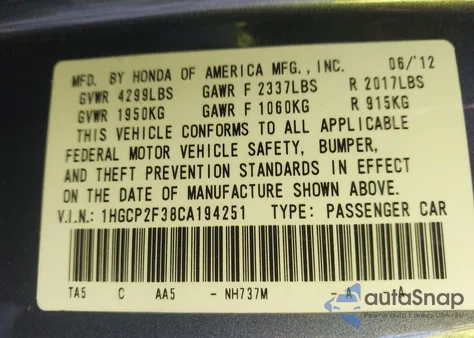 MFD. BY HONDA OF AMERICA MFG., INC. 06/'12
GVWR 4299LBS GAWR F 2337LBS R 2017LBS
GVWR 1950KG GAWR F 1060KG R 915KG
THIS VEHICLE CONFORMS TO ALL APPLICABLE
FEDERAL MOTOR VEHICLE SAFETY, BUMPER,
AND THEFT PREVENTION STANDARDS IN EFFECT
ON THE DATE OF MANUFACTURE SHOWN ABOVE.
V.I.N.: 1HGCP2F38CA194251 TYPE: PASSENGER CAR
TA5 C AA5 - NH737M -A A
autoSnap